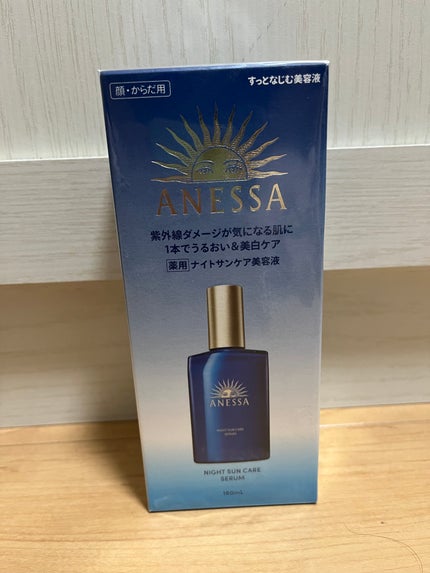 顔・からだ用
すっとなじむ美容液
ANESSA
紫外線ダメージが気になる肌に
1本でうるおい&美白ケア
薬用 ナイトサンケア美容液
ANESSA
NIGHT SUN CARE
SERUM
NIGHT SUN CARE
SERUM
180mL